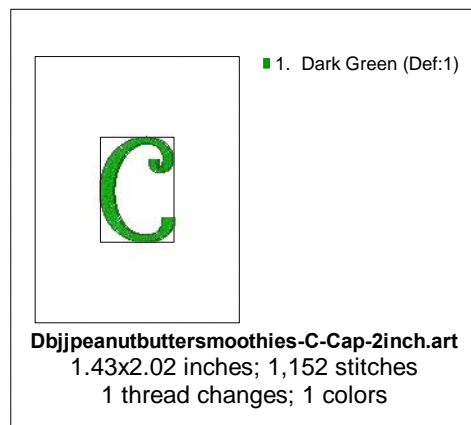 1. Dark Green (Def:1)
C
Dbjjpeanutbuttersmoothies-C-Cap-2inch.art
1.43x2.02 inches; 1,152 stitches
1 thread changes; 1 colors